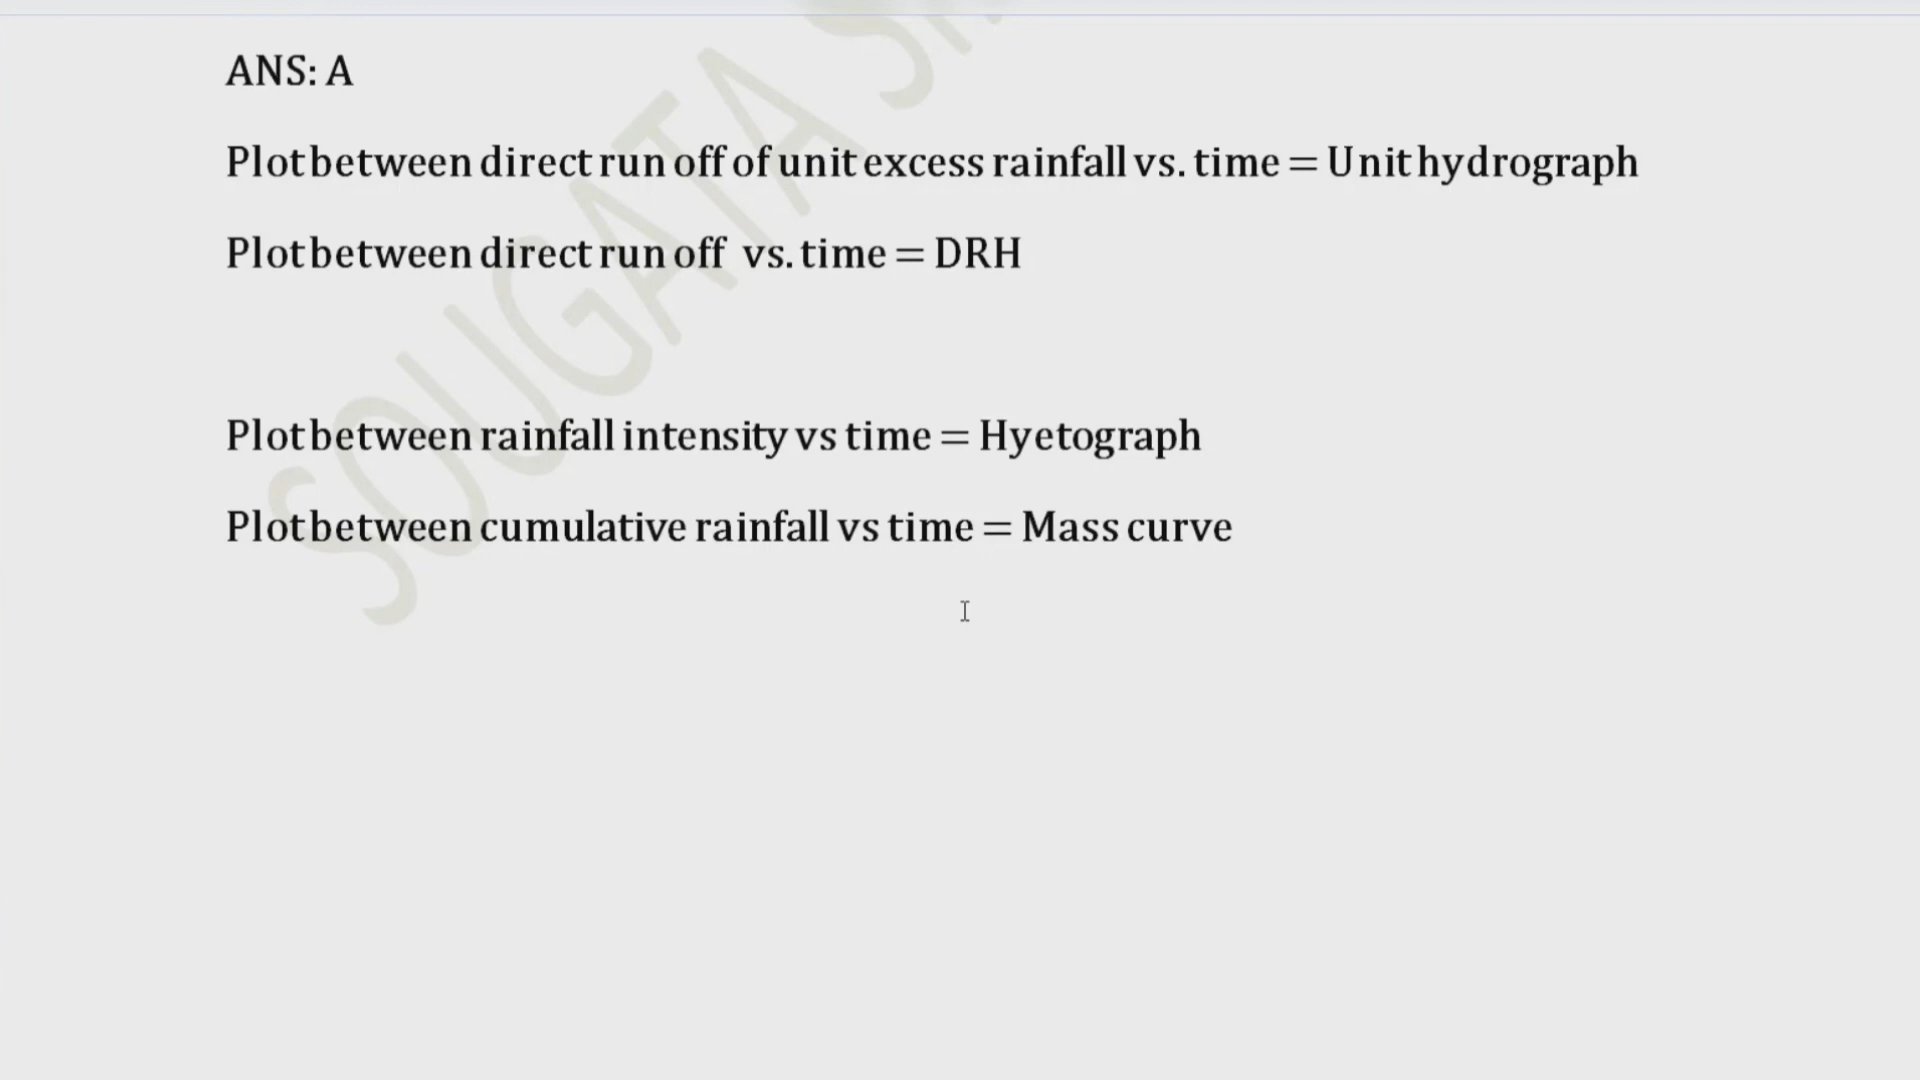 ANS: A
Plot between direct run off of unit excess rainfall vs. time = Unit hydrograph
Plot between direct run off vs. time = DRH
Plot between rainfall intensity vs time = Hyetograph
Plot between cumulative rainfall vs time = Mass curve
SOUGATA